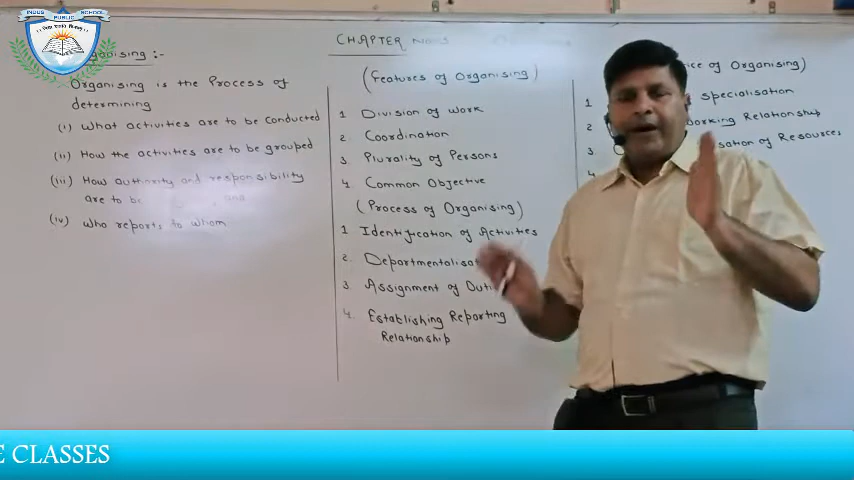 INDUS PUBLIC SCHOOL
Organising :-
Organising is the Process of
determining
(i) What activities are to be conducted
(ii) How the activities are to be grouped
(iii) How authority and responsibility
are to be
(iv) Who reports to whom
CHAPTER
(Features of Organising)
1 Division of Work
2. Coordination
3. Plurality of Persons
4. Common Objective
(Process of Organising)
1 Identification of Activities
2.
3 Assignment of
4. Establishing Reporting
Relationship
of Organising)
1 Specialisation
2 Working Relationship
3. of Resources
4
CLASSES